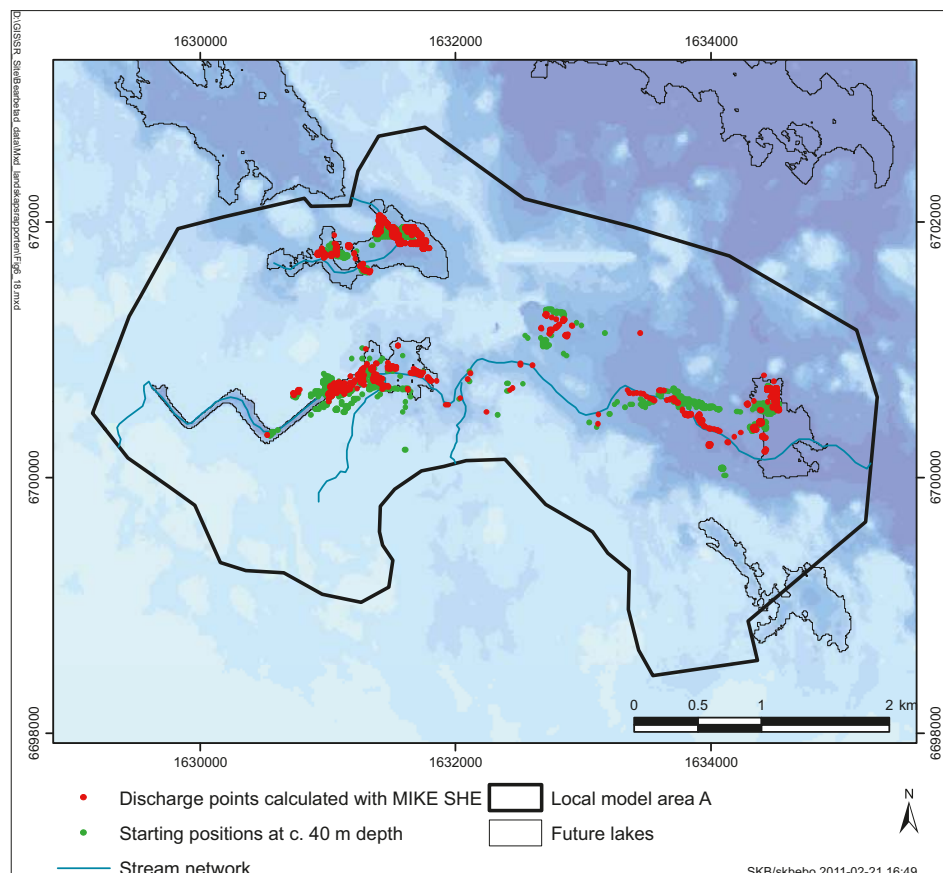 D:\GIS\SR_Site\Bearbetad_data\Mxd_landskapsrapporten\Fig6_18.mxd
1630000 1632000 1634000
6702000 6702000
6700000 6700000
6698000 6698000
0 0.5 1 2 km
1630000 1632000 1634000
Discharge points calculated with MIKE SHE
Local model area A
Starting positions at c. 40 m depth
Future lakes
Stream network
N
SKB/skbebo 2011-02-21 16:49